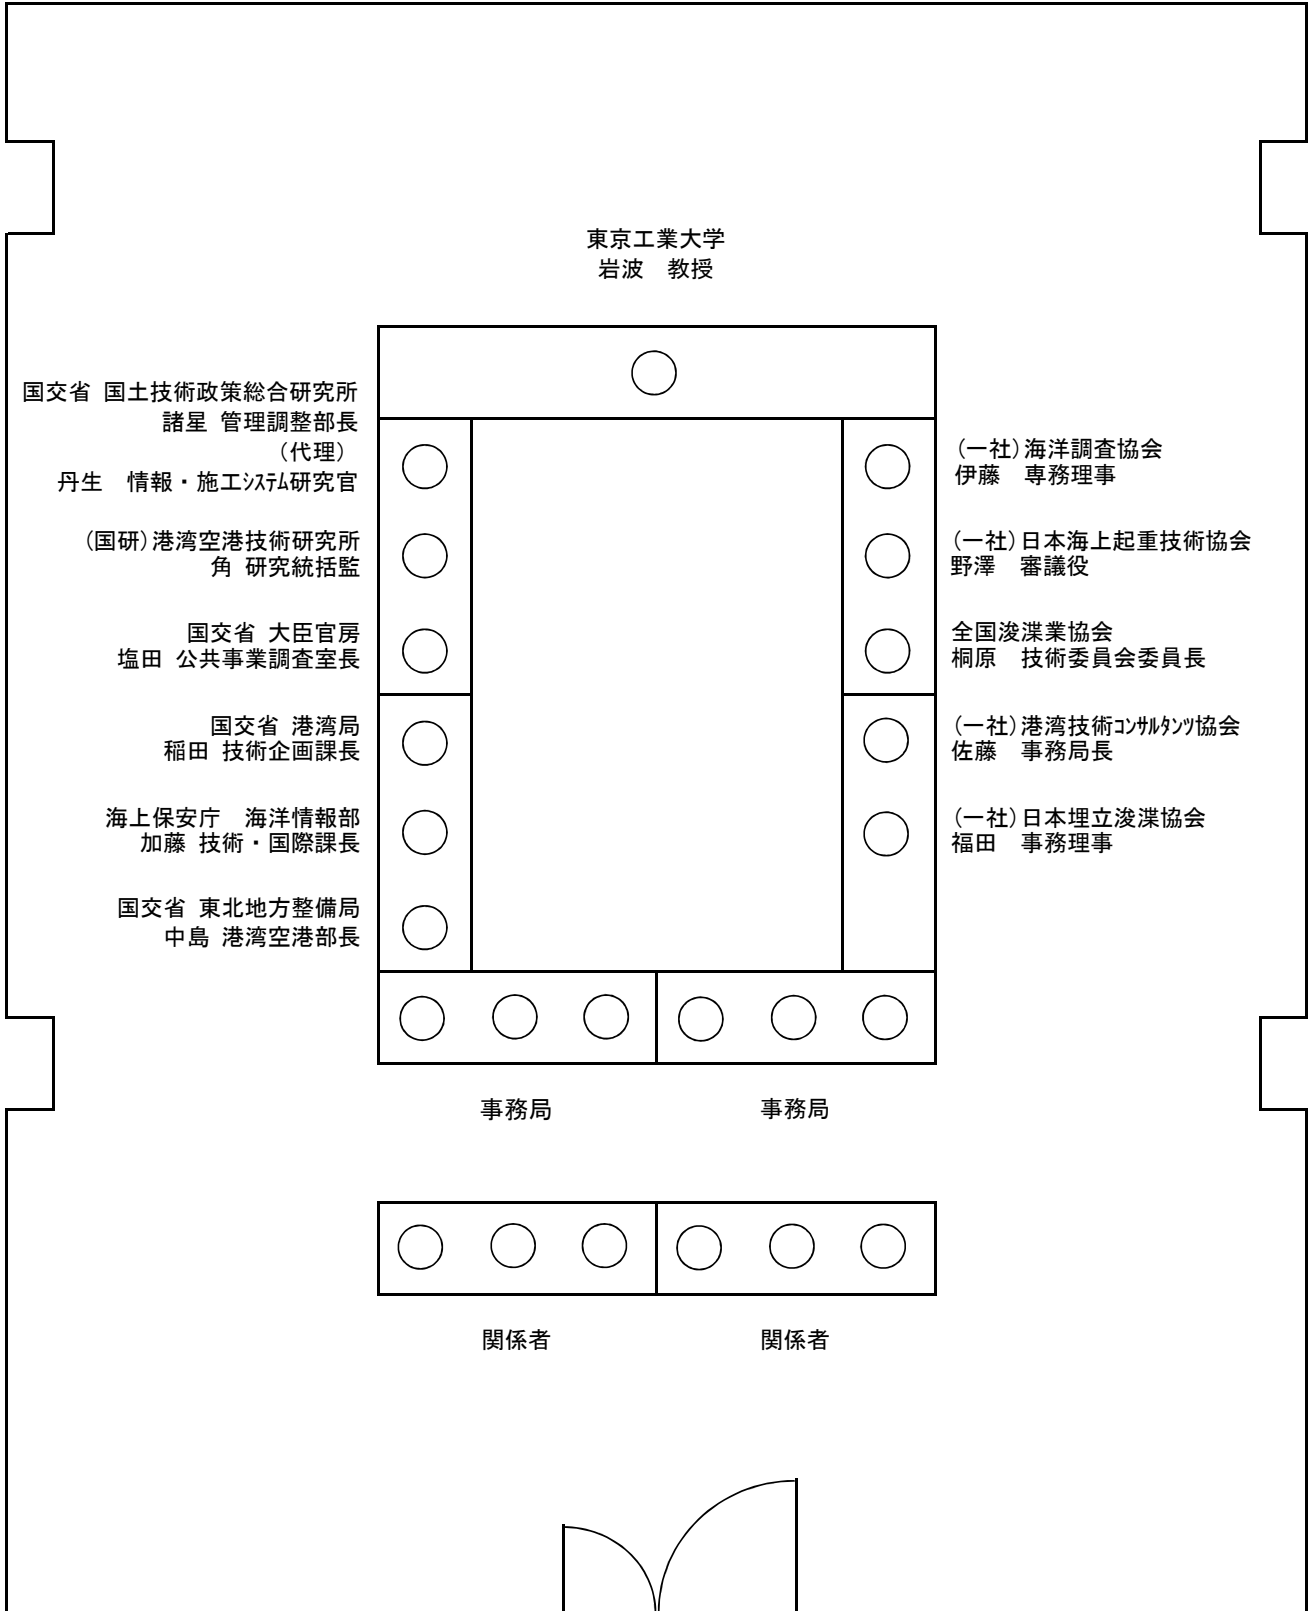 東京工業大学
岩波　教授
国交省 国土技術政策総合研究所
諸星 管理調整部長
（代理）
丹生　情報・施工ｼｽﾃﾑ研究官
（国研）港湾空港技術研究所
角 研究統括監
国交省 大臣官房
塩田 公共事業調査室長
国交省 港湾局
稲田 技術企画課長
海上保安庁　海洋情報部
加藤 技術・国際課長
国交省 東北地方整備局
中島 港湾空港部長
（一社）海洋調査協会
伊藤　専務理事
（一社）日本海上起重技術協会
野澤　審議役
全国浚渫業協会
桐原　技術委員会委員長
（一社）港湾技術ｺﾝｻﾙﾀﾝﾂ協会
佐藤　事務局長
（一社）日本埋立浚渫協会
福田　事務理事
事務局
事務局
関係者
関係者